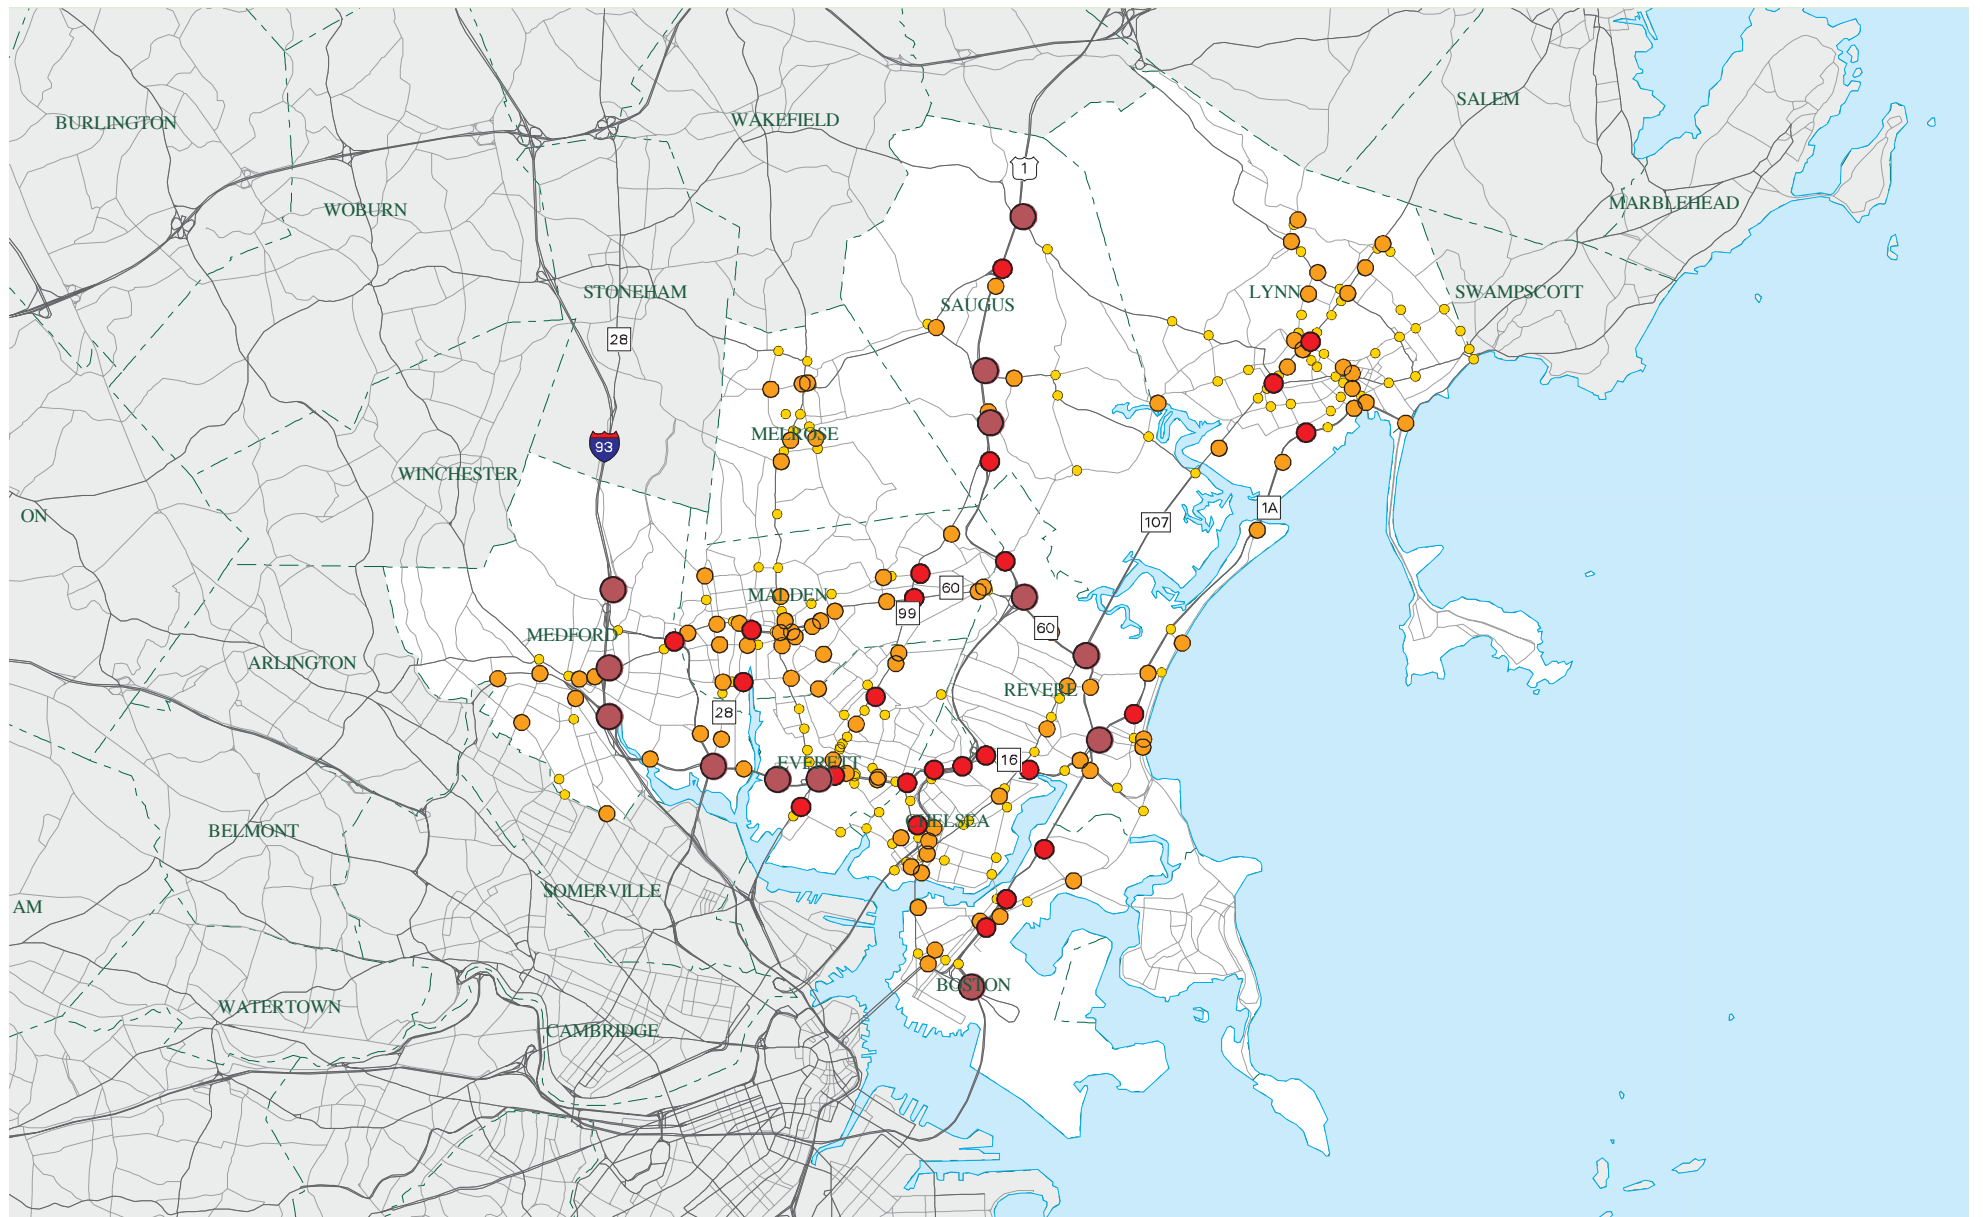 SALEM
BURLINGTON
WAKEFIELD
1
WOBURN
MARBLEHEAD
STONEHAM
LYNN
SWAMPSCOTT
SAUGUS
28
MELROSE
93
WINCHESTER
1A
ON
107
60
MALDEN
99
60
MEDFORD
ARLINGTON
REVERE
28
16
EVERETT
CHELSEA
BELMONT
SOMERVILLE
AM
BOSTON
WATERTOWN
CAMBRIDGE